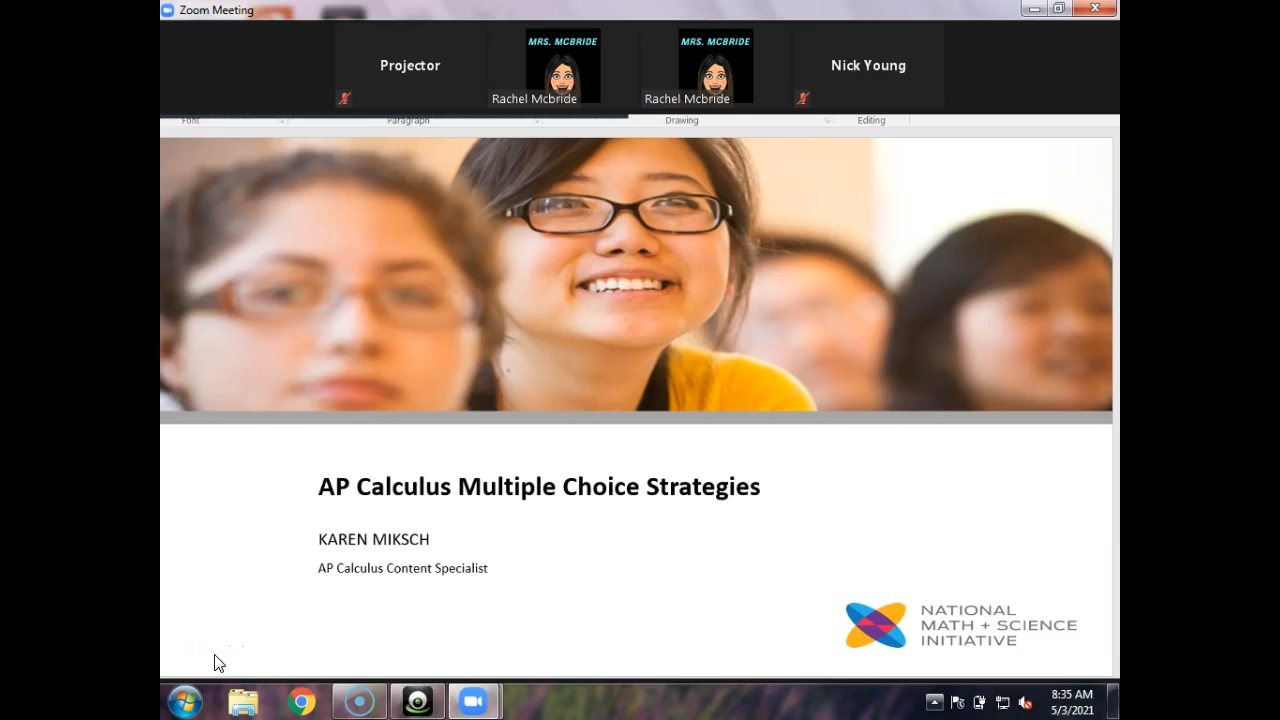 Zoom Meeting
MRS. MCBRIDE
MRS. MCBRIDE
Projector
Nick Young
Rachel Mcbride
Rachel Mcbride
Font
Paragraph
Drawing
Editing
AP Calculus Multiple Choice Strategies
KAREN MIKSCH
AP Calculus Content Specialist
NATIONAL
MATH + SCIENCE
INITIATIVE
8:35 AM
5/3/2021